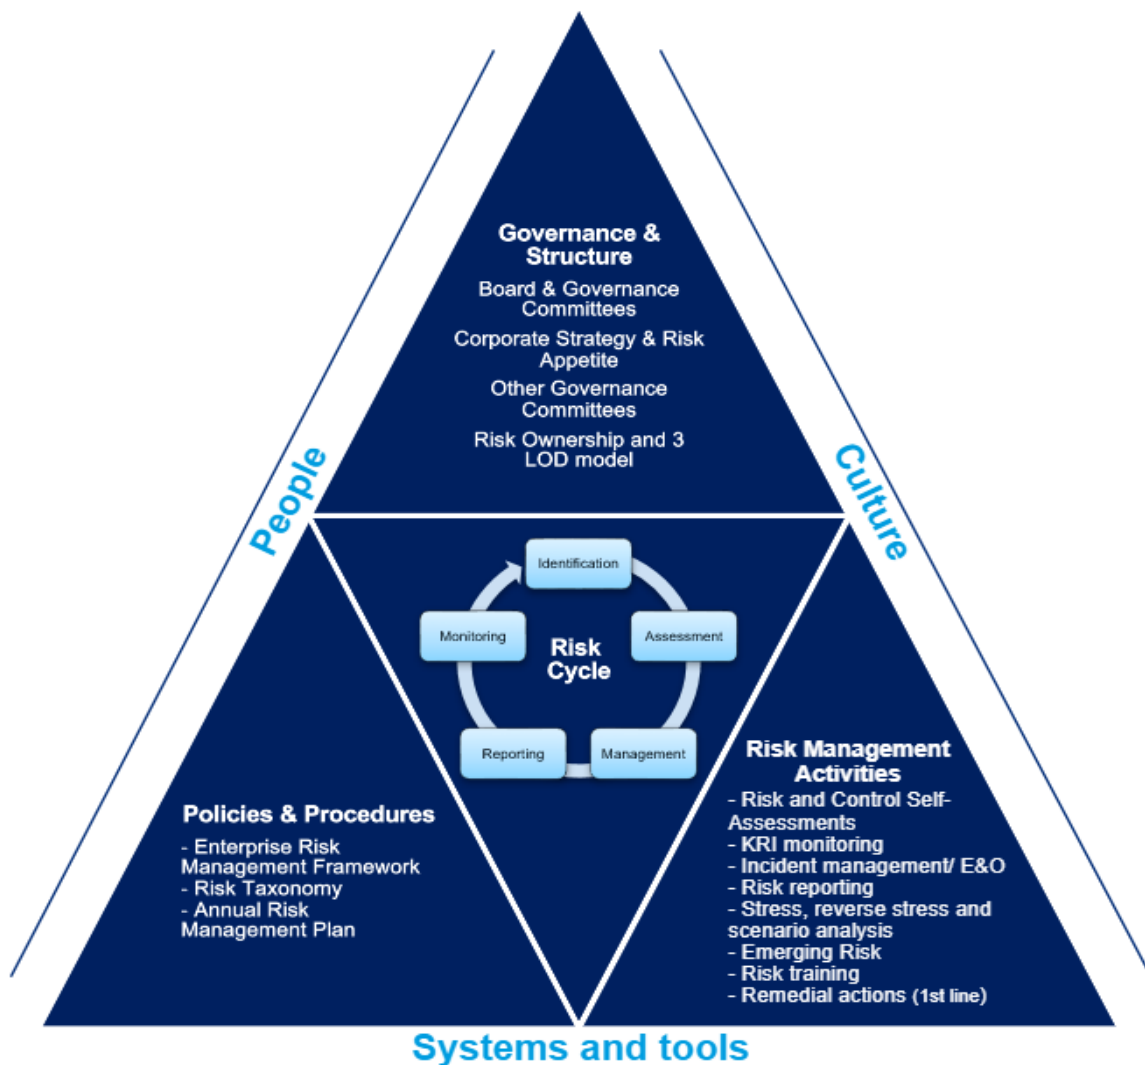 Governance &
Structure
Board & Governance
Committees
Corporate Strategy & Risk
Appetite
Other Governance
Committees
Risk Ownership and 3
LOD model
People
Culture
Identification
Assessment
Management
Reporting
Monitoring
Risk
Cycle
Policies & Procedures
- Enterprise Risk
Management Framework
- Risk Taxonomy
- Annual Risk
Management Plan
Risk Management
Activities
- Risk and Control Self-
Assessments
- KRI monitoring
- Incident management/ E&O
- Risk reporting
- Stress, reverse stress and
scenario analysis
- Emerging Risk
- Risk training
- Remedial actions (1st line)
Systems and tools